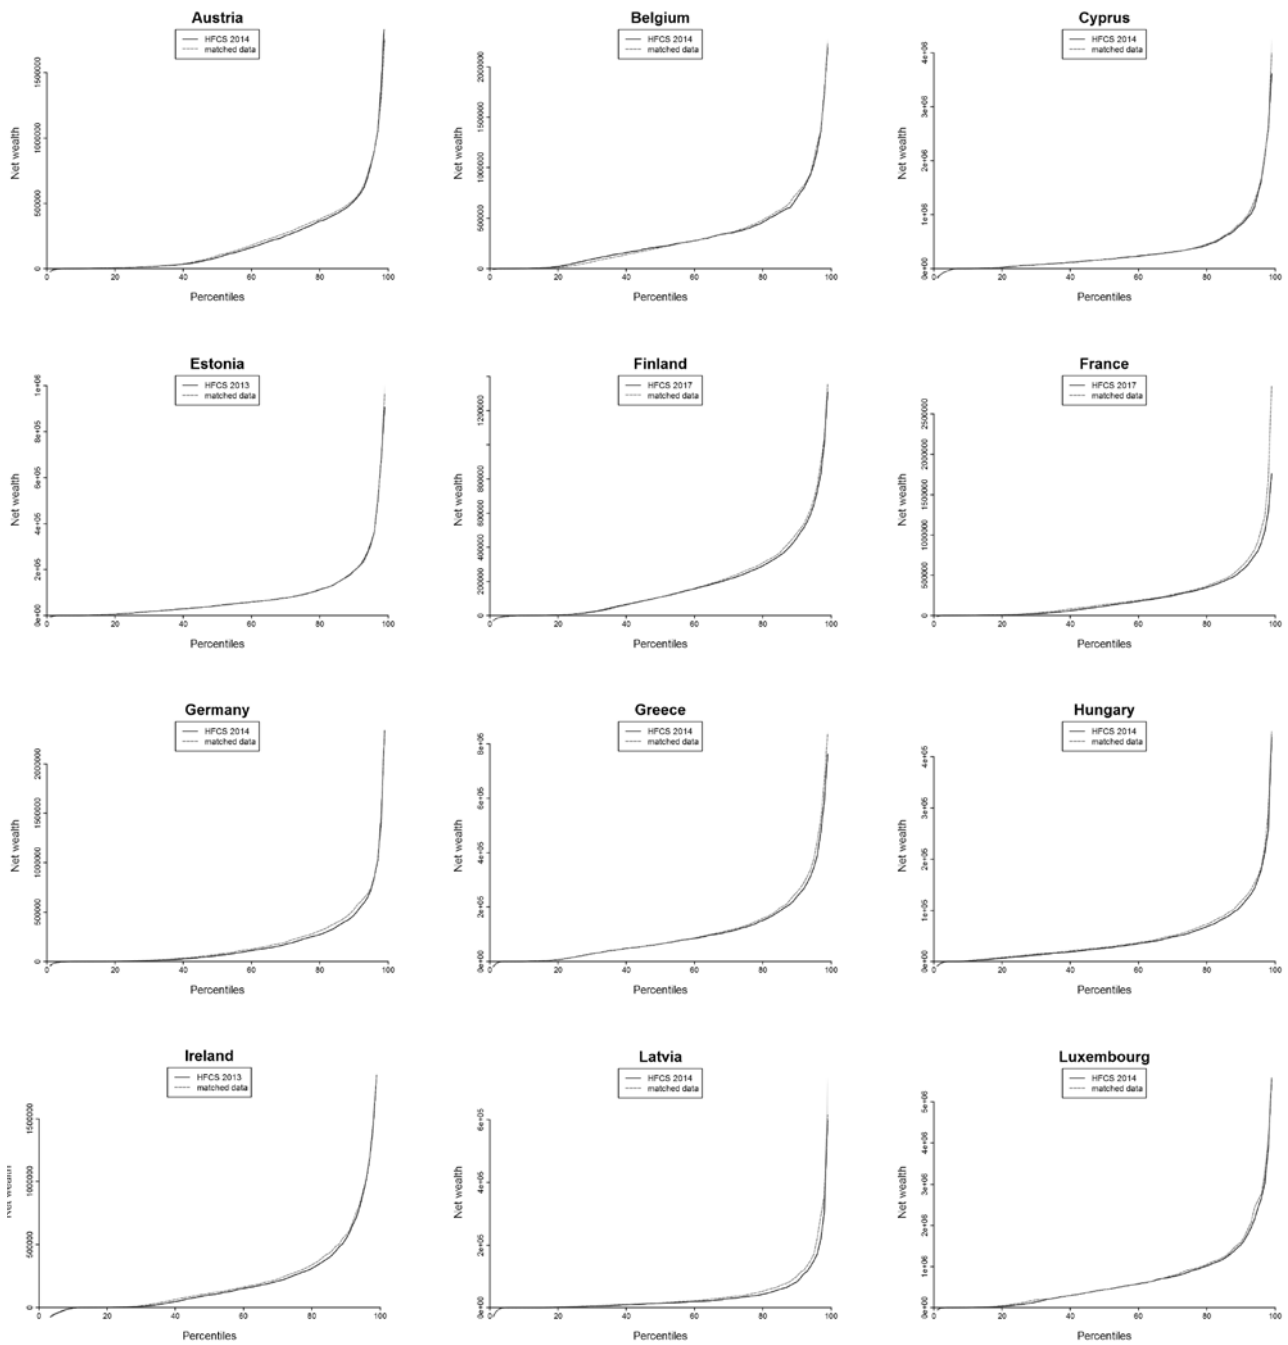 Austria
HFCS 2014
matched data
Net wealth
0
500000
1000000
1500000
0 20 40 60 80 100
Percentiles
Belgium
HFCS 2014
matched data
Net wealth
0
500000
1000000
1500000
2000000
0 20 40 60 80 100
Percentiles
Cyprus
HFCS 2014
matched data
Net wealth
0e+00
1e+06
2e+06
3e+06
4e+06
0 20 40 60 80 100
Percentiles
Estonia
HFCS 2013
matched data
Net wealth
0e+00
2e+05
4e+05
6e+05
8e+05
1e+06
0 20 40 60 80 100
Percentiles
Finland
HFCS 2017
matched data
Net wealth
0
200000
400000
600000
800000
1200000
0 20 40 60 80 100
Percentiles
France
HFCS 2017
matched data
Net wealth
0
500000
1000000
1500000
2000000
2500000
0 20 40 60 80 100
Percentiles
Germany
HFCS 2014
matched data
Net wealth
0
500000
1000000
1500000
2000000
0 20 40 60 80 100
Percentiles
Greece
HFCS 2014
matched data
Net wealth
0e+00
2e+05
4e+05
6e+05
8e+05
0 20 40 60 80 100
Percentiles
Hungary
HFCS 2014
matched data
Net wealth
0e+00
1e+05
2e+05
3e+05
4e+05
0 20 40 60 80 100
Percentiles
Ireland
HFCS 2013
matched data
Net wealth
0
500000
1000000
1500000
0 20 40 60 80 100
Percentiles
Latvia
HFCS 2014
matched data
Net wealth
0e+00
2e+05
4e+05
6e+05
0 20 40 60 80 100
Percentiles
Luxembourg
HFCS 2014
matched data
Net wealth
0e+00
1e+06
2e+06
3e+06
4e+06
5e+06
0 20 40 60 80 100
Percentiles